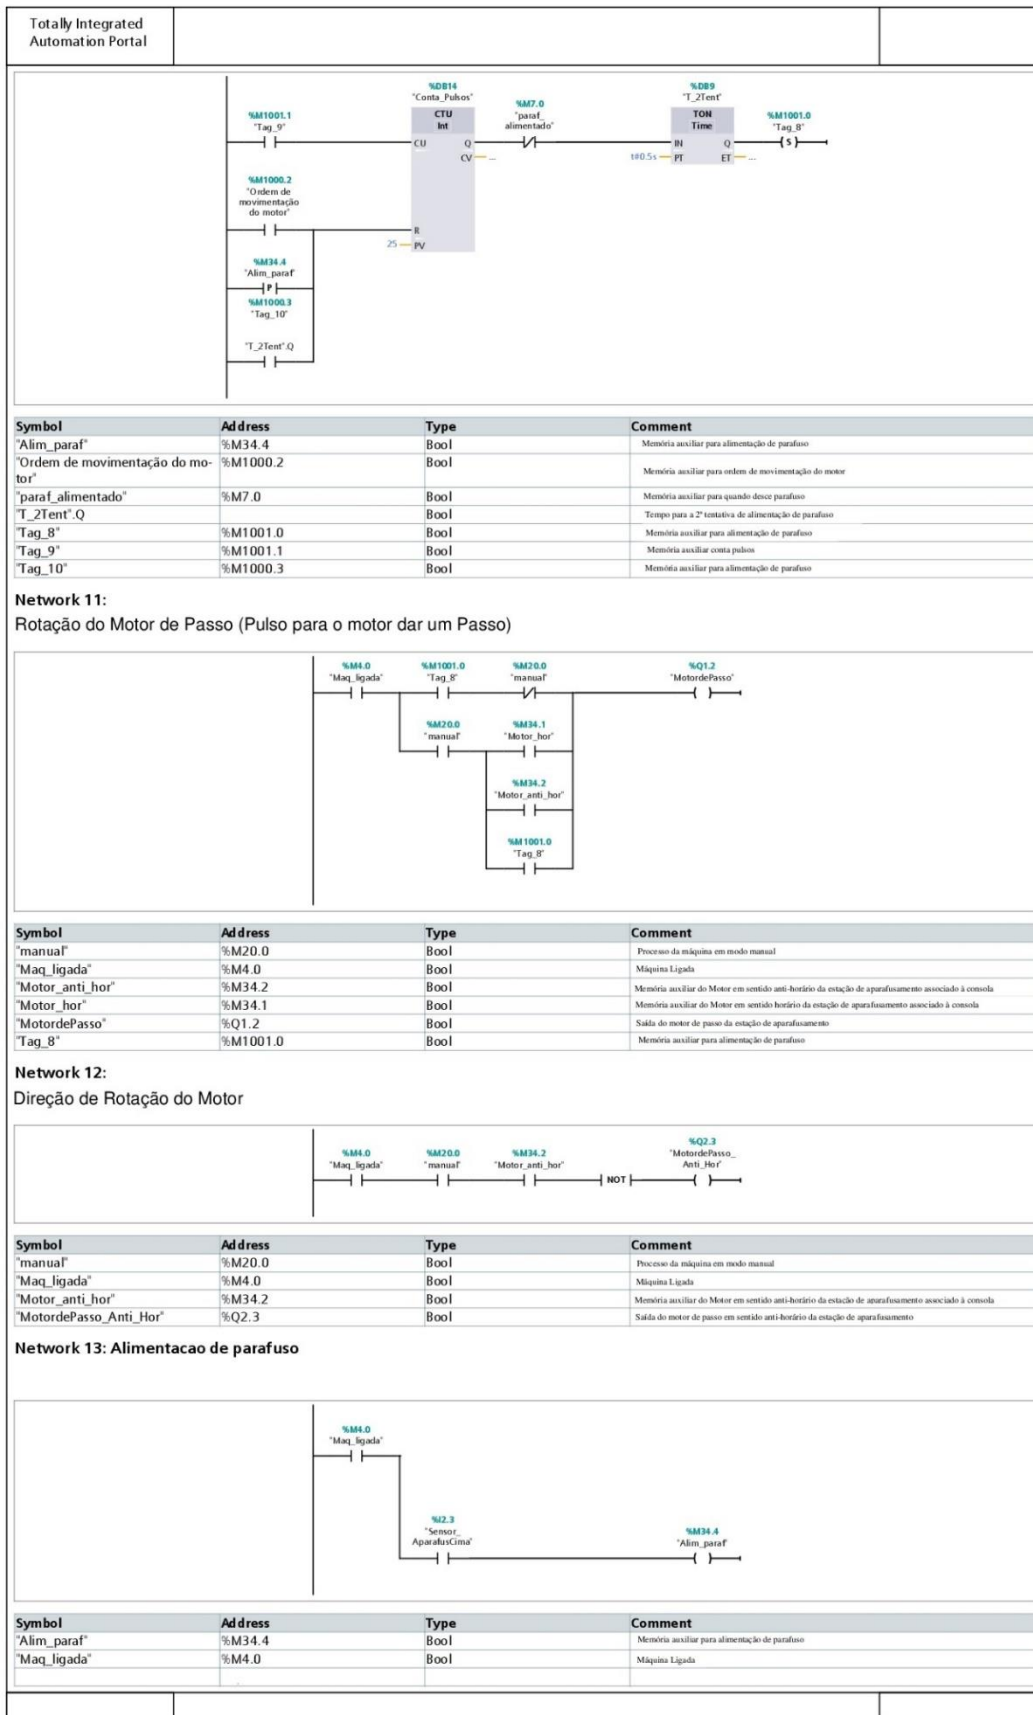 Totally Integrated
Automation Portal
%DB14
"Conta_Pulsos"
%M7.0
"paraf_
alimentado"
%DB9
"T_2Tent"
%M1001.1
"Tag_9"
CTU
Int
TON
Time
%M1001.0
"Tag_8"
CU
Q
CV
...
IN
Q
S
t#0.5s
PT
ET
...
%M1000.2
"Ordem de
movimentação
do motor"
R
25
PV
%M34.4
"Alim_paraf"
P
%M1000.3
"Tag_10"
"T_2Tent".Q
Symbol Address Type Comment
"Alim_paraf" %M34.4 Bool Memória auxiliar para alimentação de parafuso
"Ordem de movimentação do mo- %M1000.2 Bool Memória auxiliar para ordem de movimentação do motor
tor"
"paraf_alimentado" %M7.0 Bool Memória auxiliar para quando desce parafuso
"T_2Tent".Q Bool Tempo para a 2ª tentativa de alimentação de parafuso
"Tag_8" %M1001.0 Bool Memória auxiliar para alimentação de parafuso
"Tag_9" %M1001.1 Bool Memória auxiliar conta pulsos
"Tag_10" %M1000.3 Bool Memória auxiliar para alimentação de parafuso
Network 11:
Rotação do Motor de Passo (Pulso para o motor dar um Passo)
%M4.0 %M1001.0 %M20.0 %Q1.2
"Maq_ligada" "Tag_8" "manual" "MotordePasso"
%M20.0 %M34.1
"manual" "Motor_hor"
%M34.2
"Motor_anti_hor"
%M1001.0
"Tag_8"
Symbol Address Type Comment
"manual" %M20.0 Bool Processo da máquina em modo manual
"Maq_ligada" %M4.0 Bool Máquina Ligada
"Motor_anti_hor" %M34.2 Bool Memória auxiliar do Motor em sentido anti-horário da estação de aparafusamento associado à consola
"Motor_hor" %M34.1 Bool Memória auxiliar do Motor em sentido horário da estação de aparafusamento associado à consola
"MotordePasso" %Q1.2 Bool Saída do motor de passo da estação de aparafusamento
"Tag_8" %M1001.0 Bool Memória auxiliar para alimentação de parafuso
Network 12:
Direção de Rotação do Motor
%M4.0 %M20.0 %M34.2 %Q2.3
"Maq_ligada" "manual" "Motor_anti_hor" "MotordePasso_
Anti_Hor"
NOT
Symbol Address Type Comment
"manual" %M20.0 Bool Processo da máquina em modo manual
"Maq_ligada" %M4.0 Bool Máquina Ligada
"Motor_anti_hor" %M34.2 Bool Memória auxiliar do Motor em sentido anti-horário da estacão de aparafusamento associado à consola
"MotordePasso_Anti_Hor" %Q2.3 Bool Saída do motor de passo em sentido anti-horário da estação de aparafusamento
Network 13: Alimentacao de parafuso
%M4.0
"Maq_ligada"
%I2.3
"Sensor_
AparafusCima"
%M34.4
"Alim_paraf"
Symbol Address Type Comment
"Alim_paraf" %M34.4 Bool Memória auxiliar para alimentação de parafuso
"Maq_ligada" %M4.0 Bool Máquina Ligada